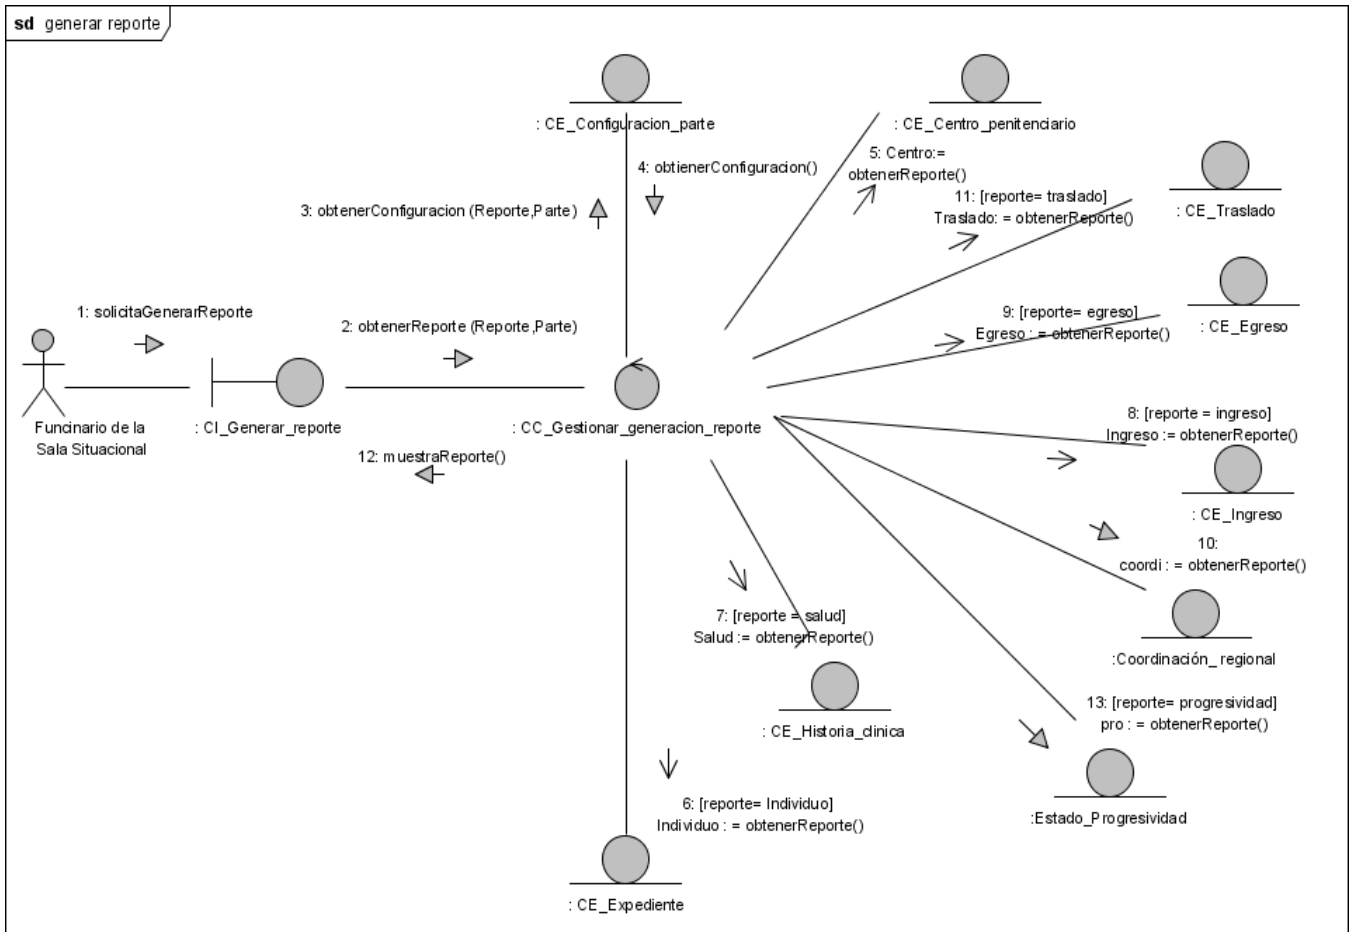 sd generar reporte
: CE_Configuracion_parte
: CE_Centro_penitenciario
4: obtienerConfiguracion()
5: Centro:=
obtenerReporte()
3: obtenerConfiguracion (Reporte,Parte)
11: [reporte= traslado]
Traslado: = obtenerReporte()
: CE_Traslado
1: solicitaGenerarReporte
2: obtenerReporte (Reporte,Parte)
9: [reporte= egreso]
Egreso : = obtenerReporte()
: CE_Egreso
Funcinario de la
Sala Situacional
: CI_Generar_reporte
: CC_Gestionar_generacion_reporte
12: muestraReporte()
8: [reporte = ingreso]
Ingreso := obtenerReporte()
: CE_Ingreso
10:
coordi : = obtenerReporte()
:Coordinación_ regional
7: [reporte = salud]
Salud := obtenerReporte()
: CE_Historia_clinica
13: [reporte= progresividad]
pro : = obtenerReporte()
:Estado_Progresividad
6: [reporte= Individuo]
Individuo : = obtenerReporte()
: CE_Expediente